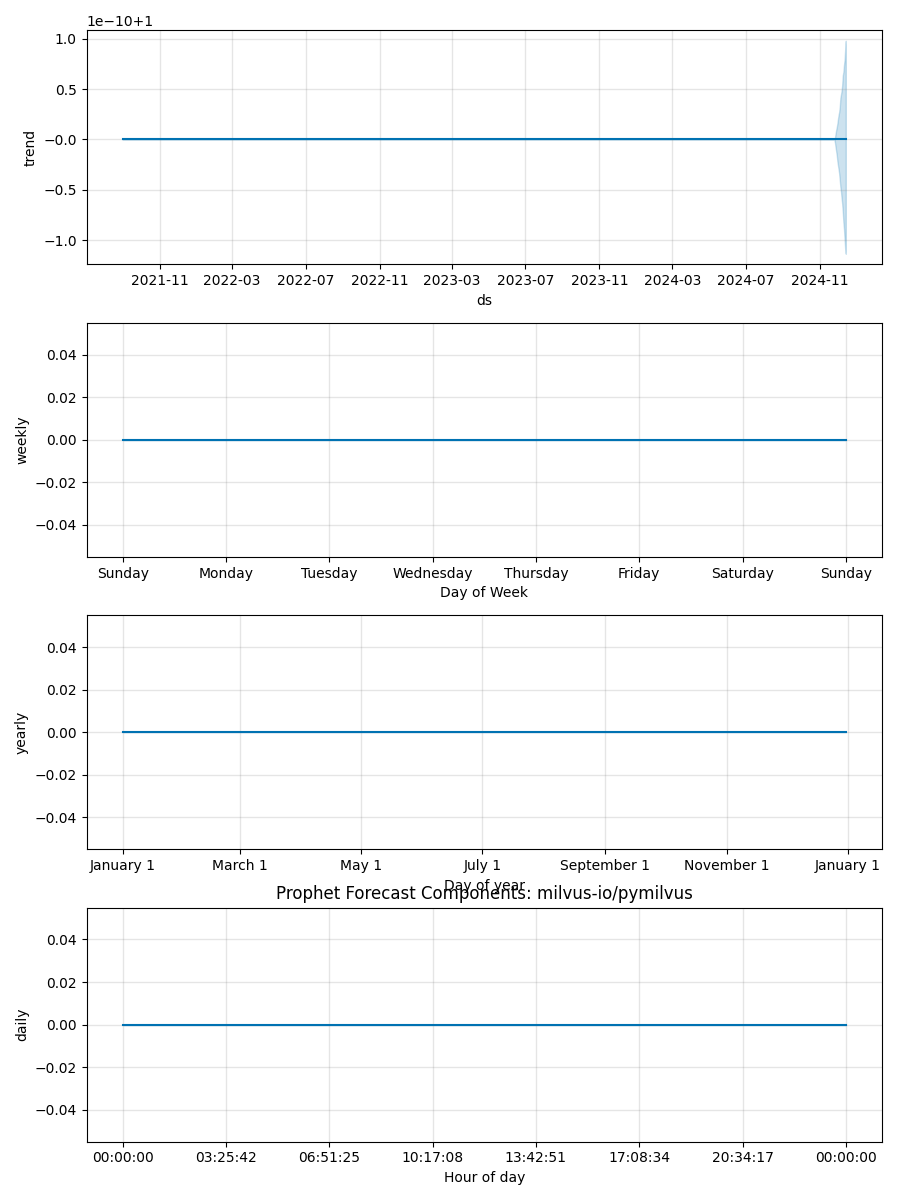 1e−10+1
1.0
0.5
−0.0
−0.5
−1.0
trend
2021-11 2022-03 2022-07 2022-11 2023-03 2023-07 2023-11 2024-03 2024-07 2024-11
ds
0.04
0.02
0.00
−0.02
−0.04
weekly
Sunday Monday Tuesday Wednesday Thursday Friday Saturday Sunday
Day of Week
0.04
0.02
0.00
−0.02
−0.04
yearly
January 1 March 1 May 1 July 1 September 1 November 1 January 1
Day of year
Prophet Forecast Components: milvus-io/pymilvus
0.04
0.02
0.00
−0.02
−0.04
daily
00:00:00 03:25:42 06:51:25 10:17:08 13:42:51 17:08:34 20:34:17 00:00:00
Hour of day